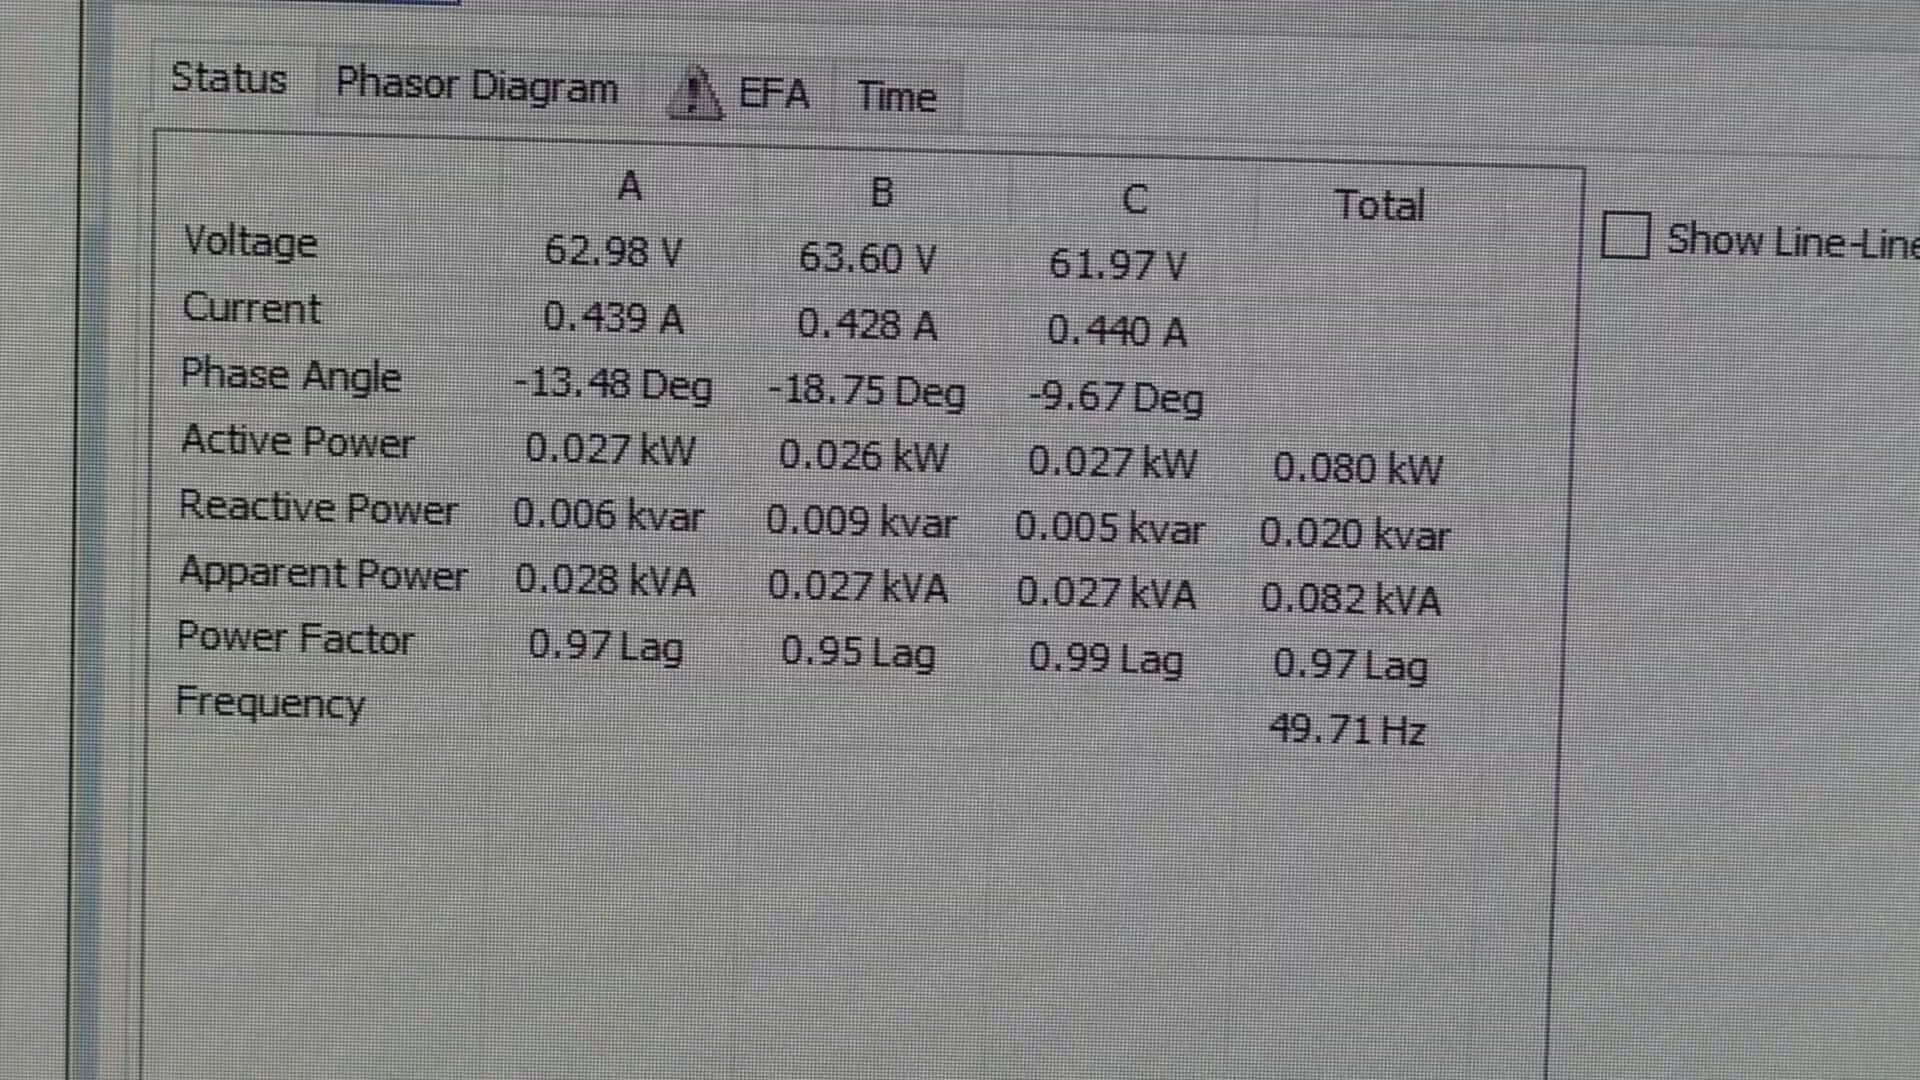 Status Phasor Diagram EFA Time
A B C Total
Voltage 62.98 V 63.60 V 61.97 V
Show Line-Line
Current 0.439 A 0.428 A 0.440 A
Phase Angle -13.48 Deg -18.75 Deg -9.67 Deg
Active Power 0.027 kW 0.026 kW 0.027 kW 0.080 kW
Reactive Power 0.006 kvar 0.009 kvar 0.005 kvar 0.020 kvar
Apparent Power 0.028 kVA 0.027 kVA 0.027 kVA 0.082 kVA
Power Factor 0.97 Lag 0.95 Lag 0.99 Lag 0.97 Lag
Frequency 49.71 Hz